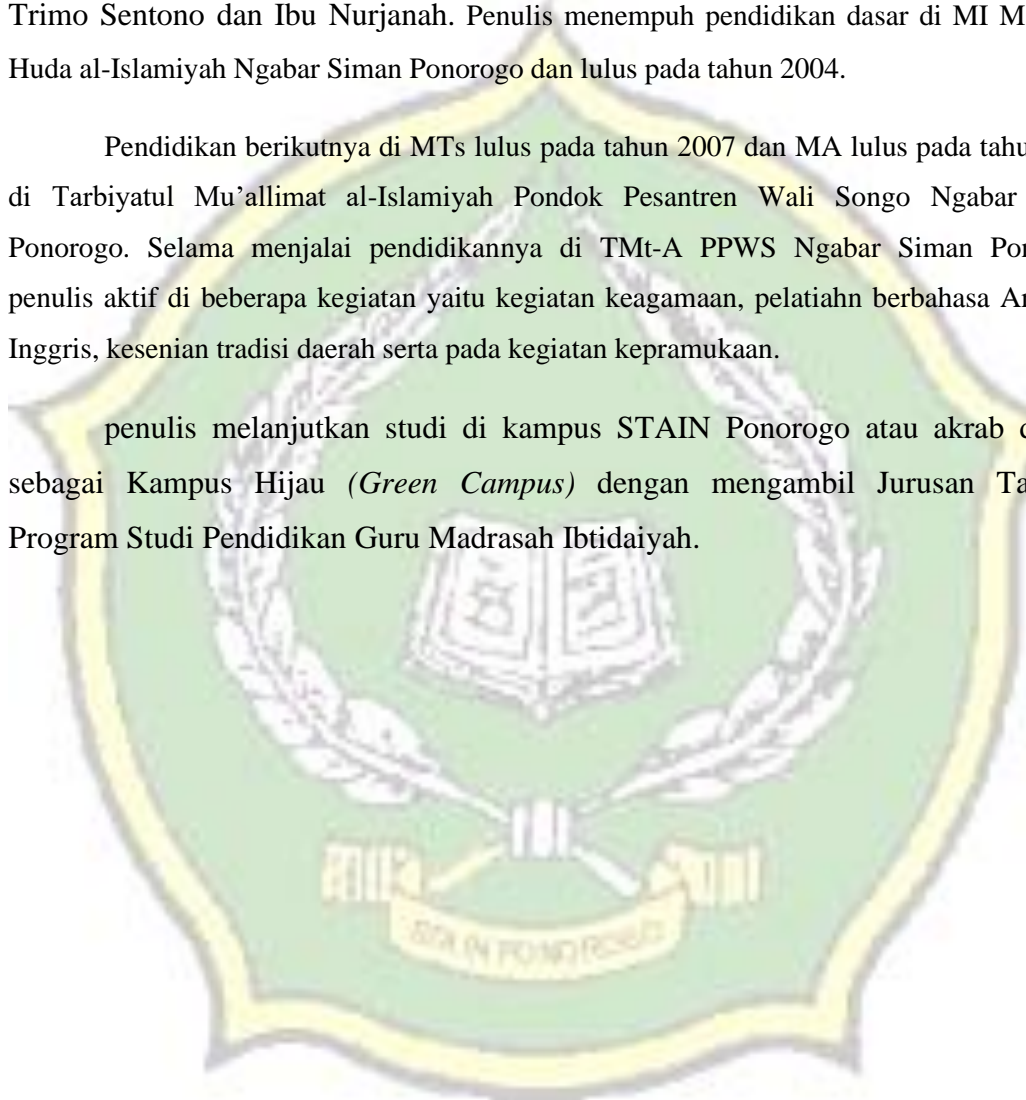 Trimo Sentono dan Ibu Nurjanah. Penulis menempuh pendidikan dasar di MI
Huda al-Islamiyah Ngabar Siman Ponorogo dan lulus pada tahun 2004.
Pendidikan berikutnya di MTs lulus pada tahun 2007 dan MA lulus pada
di Tarbiyatul Mu’allimat al-Islamiyah Pondok Pesantren Wali Songo Ngabar
Ponorogo. Selama menjalai pendidikannya di TMt-A PPWS Ngabar Siman
penulis aktif di beberapa kegiatan yaitu kegiatan keagamaan, pelatiahn berbahasa
Inggris, kesenian tradisi daerah serta pada kegiatan kepramukaan.
penulis melanjutkan studi di kampus STAIN Ponorogo atau akrab
sebagai Kampus Hijau (Green Campus) dengan mengambil Jurusan
Program Studi Pendidikan Guru Madrasah Ibtidaiyah.
STAIN PONOROGO